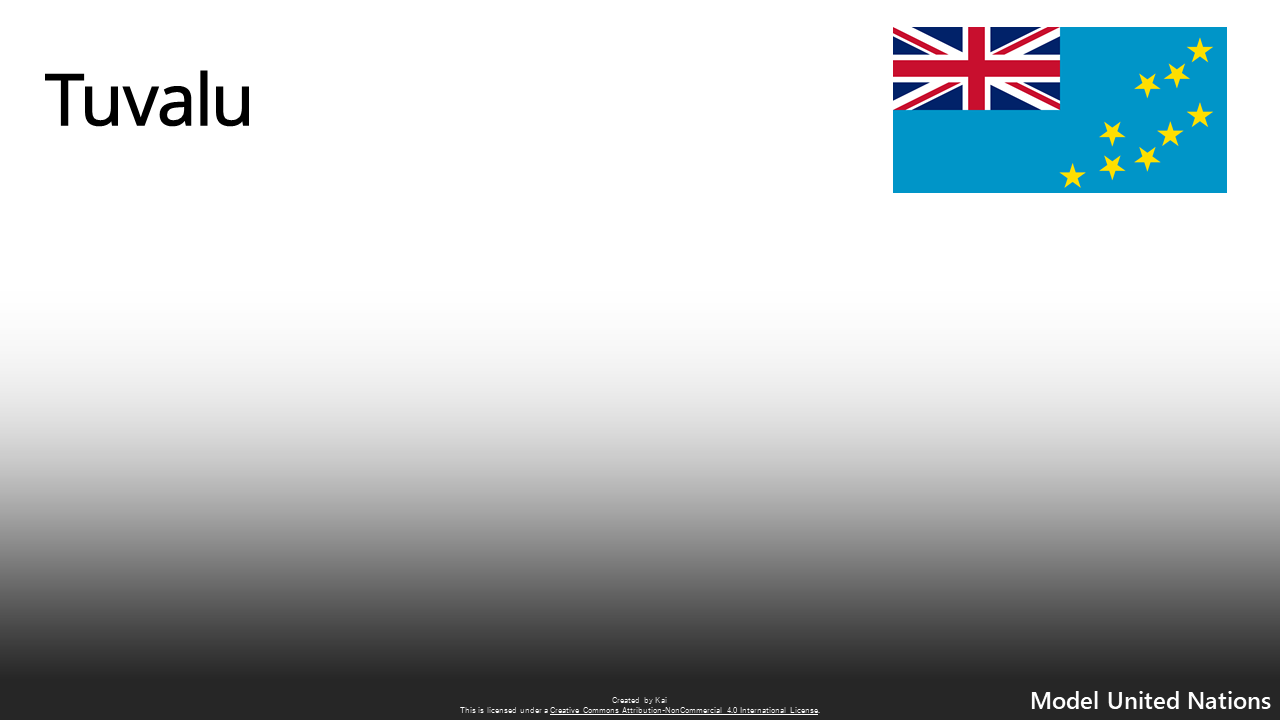 Tuvalu
Created by Kai
This is licensed under a Creative Commons Attribution-NonCommercial 4.0 International License.
Model United Nations